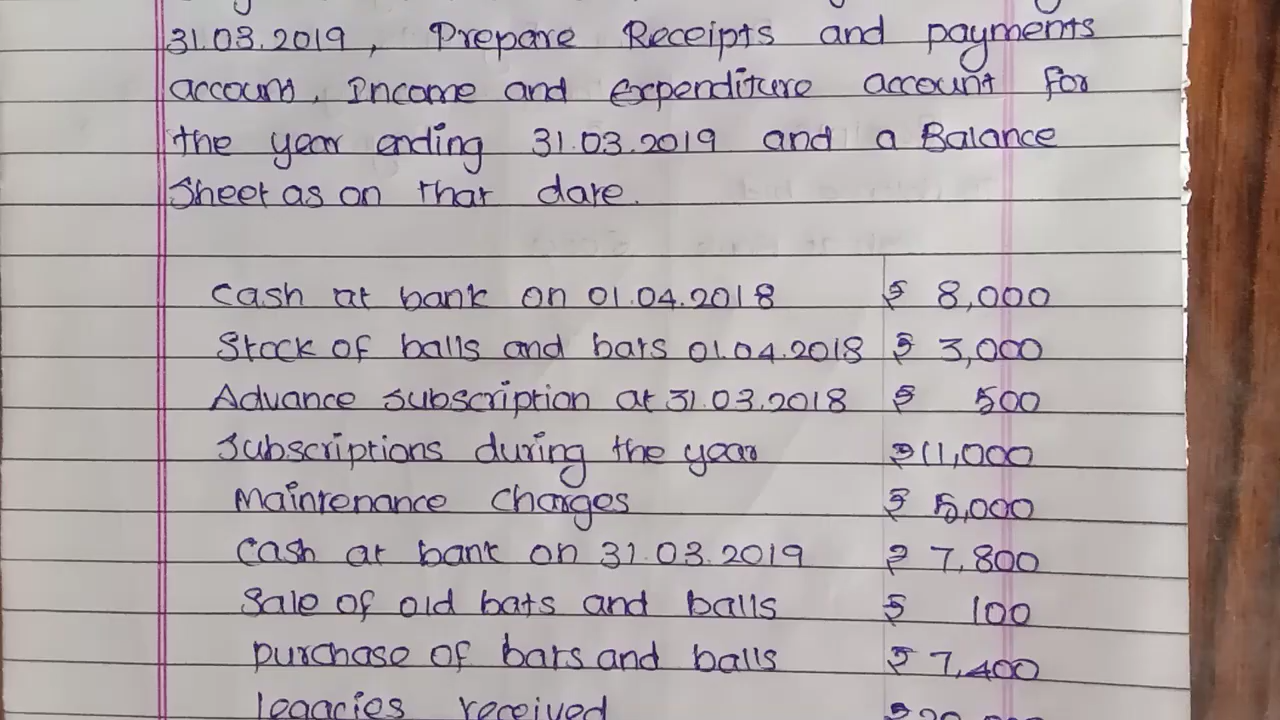 31.03.2019, Prepare Receipts and payments
account, Income and expenditure account for
the year ending 31.03.2019 and a Balance
Sheet as on that date.
Cash at bank on 01.04.2018 ₹ 8,000
Stock of balls and bats 01.04.2018 ₹ 3,000
Advance subscription at 31.03.2018 ₹ 500
Subscriptions during the year ₹ 11,000
Maintenance charges ₹ 5,000
Cash at bank on 31.03.2019 ₹ 7,800
Sale of old bats and balls ₹ 100
purchase of bats and balls ₹ 7,400
legacies received